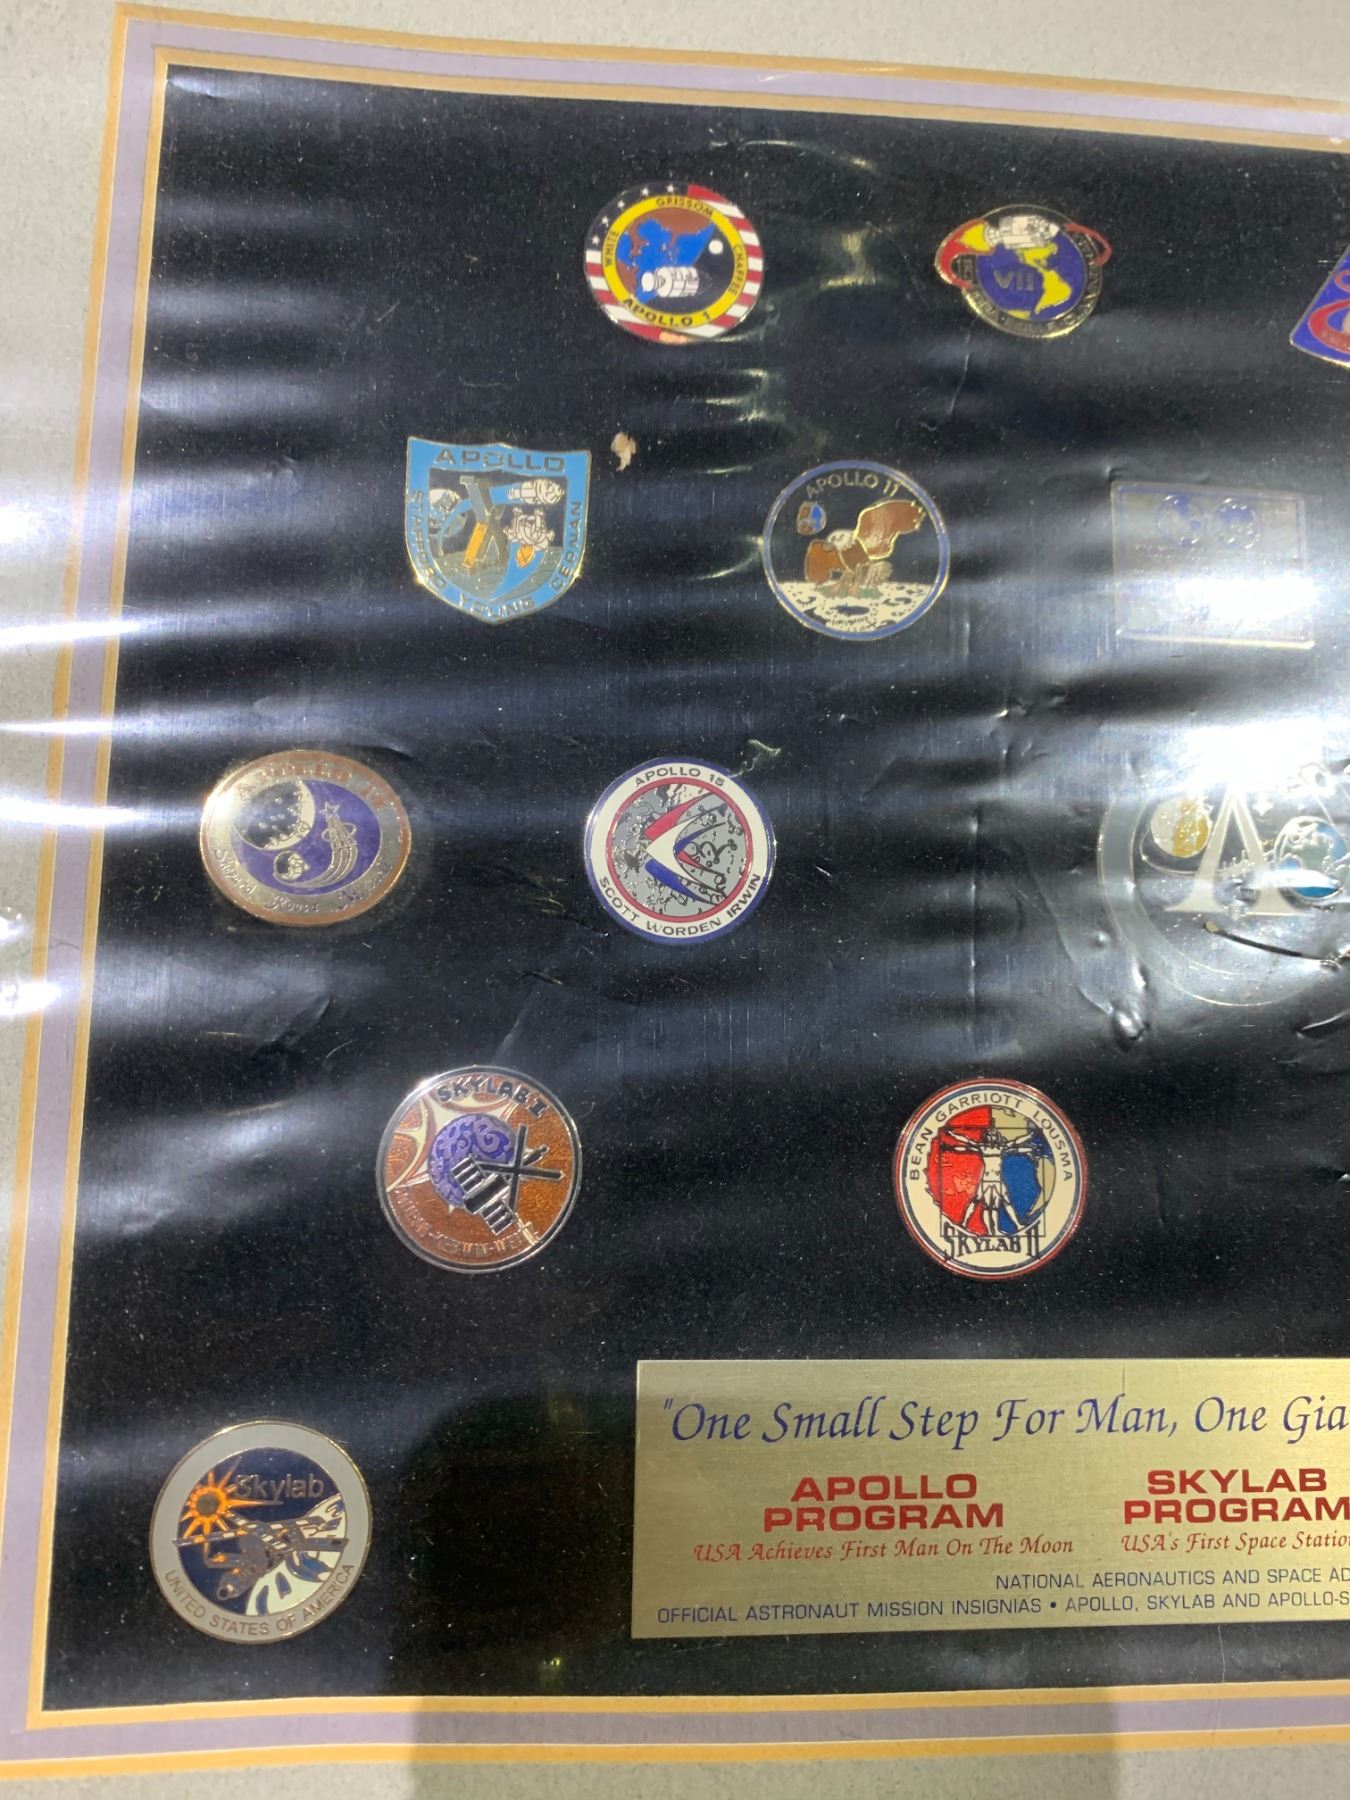 GRISSOM
WHITE
CHAFFEE
APOLLO 1
VII
APOLLO
X
STAFFORD YOUNG CERNAN
APOLLO 11
APOLLO 15
SCOTT WORDEN IRWIN
SKYLAB I
BEAN GARRIOTT LOUSMA
SKYLAB II
Skylab
UNITED STATES OF AMERICA
"One Small Step For Man, One Gia
APOLLO
PROGRAM
USA Achieves First Man On The Moon
SKYLAB
PROGRAM
USA's First Space Statio
NATIONAL AERONAUTICS AND SPACE AD
OFFICIAL ASTRONAUT MISSION INSIGNIAS • APOLLO, SKYLAB AND APOLLO-S